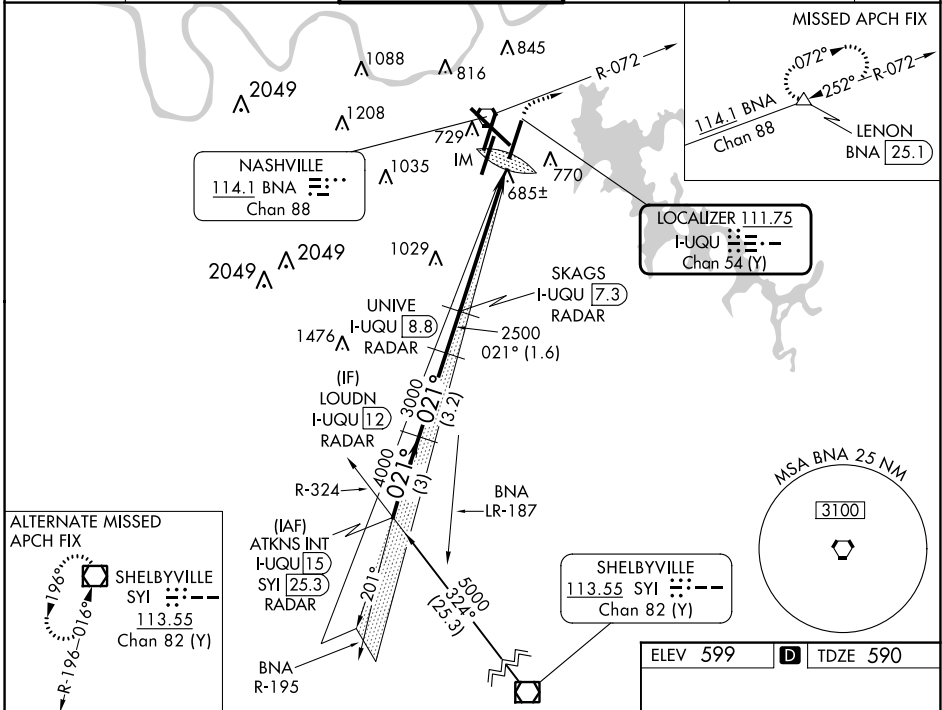 MISSED APCH FIX
072°
252°
R-072
114.1 BNA
Chan 88
LENON
BNA 25.1
R-072
845
1088
816
2049
1208
729
IM
1035
770
685±
NASHVILLE
114.1 BNA
Chan 88
LOCALIZER 111.75
I-UQU
Chan 54 (Y)
1029
2049
2049
SKAGS
I-UQU 7.3
RADAR
UNIVE
I-UQU 8.8
RADAR
2500
021° (1.6)
1476
(IF)
LOUDN
I-UQU 12
RADAR
3000
021°
(3.2)
4000
021°
(3)
R-324
BNA
LR-187
(IAF)
ATKNS INT
I-UQU 15
SYI 25.3
RADAR
201°
5000
324°
(25.3)
BNA
R-195
MSA BNA 25 NM
3100
SHELBYVILLE
113.55 SYI
Chan 82 (Y)
ALTERNATE MISSED
APCH FIX
196°
R-196
016°
SHELBYVILLE
SYI
113.55
Chan 82 (Y)
ELEV 599
D
TDZE 590